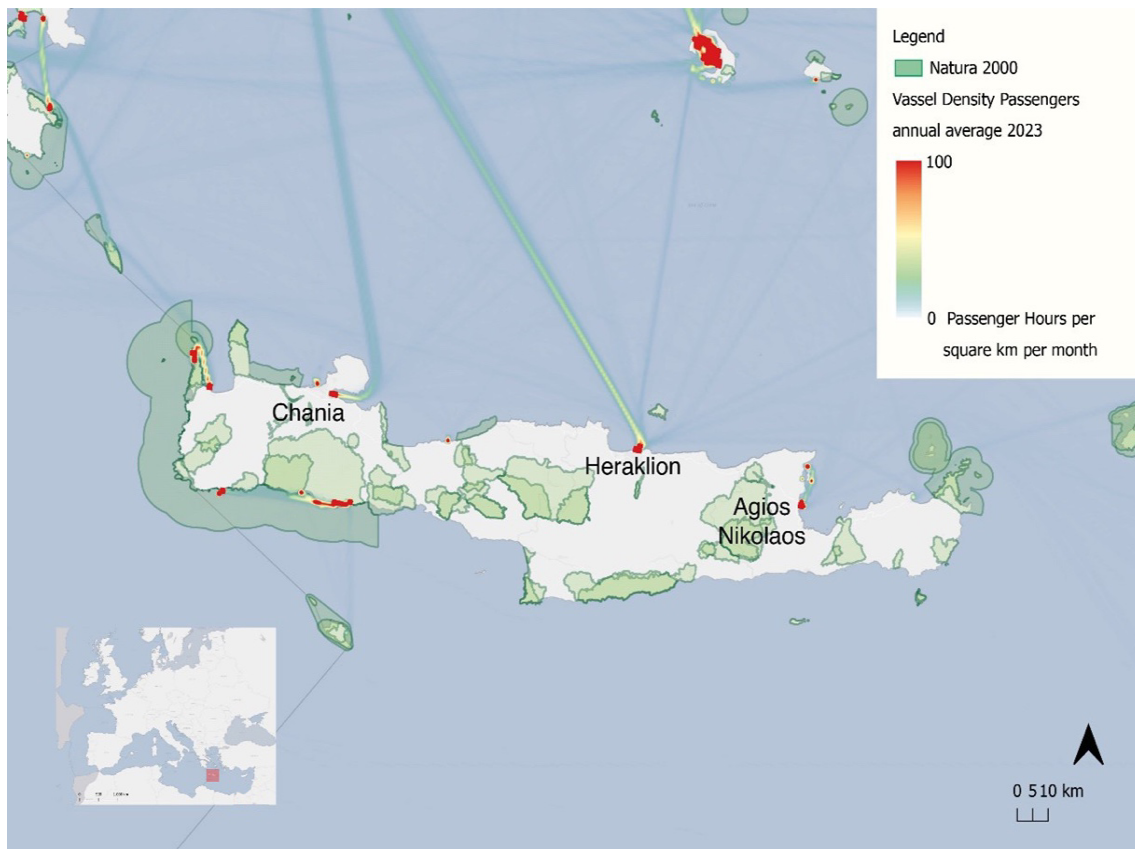 Legend
Natura 2000
Vassel Density Passengers
annual average 2023
100
0 Passenger Hours per
square km per month
Chania
Heraklion
Agios
Nikolaos
0 510 km